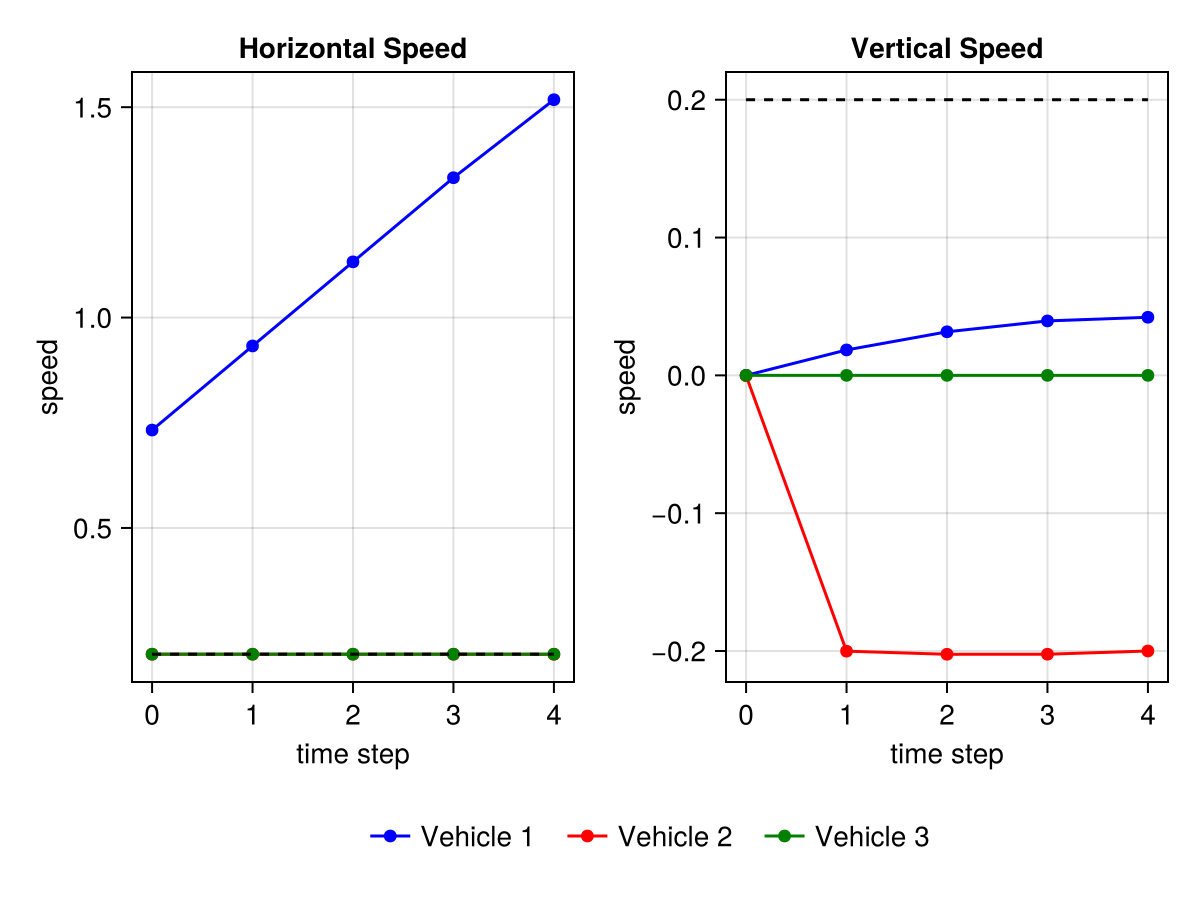 Horizontal Speed
1.5
1.0
0.5
speed
0 1 2 3 4
time step
Vertical Speed
0.2
0.1
0.0
−0.1
−0.2
speed
0 1 2 3 4
time step
Vehicle 1 Vehicle 2 Vehicle 3